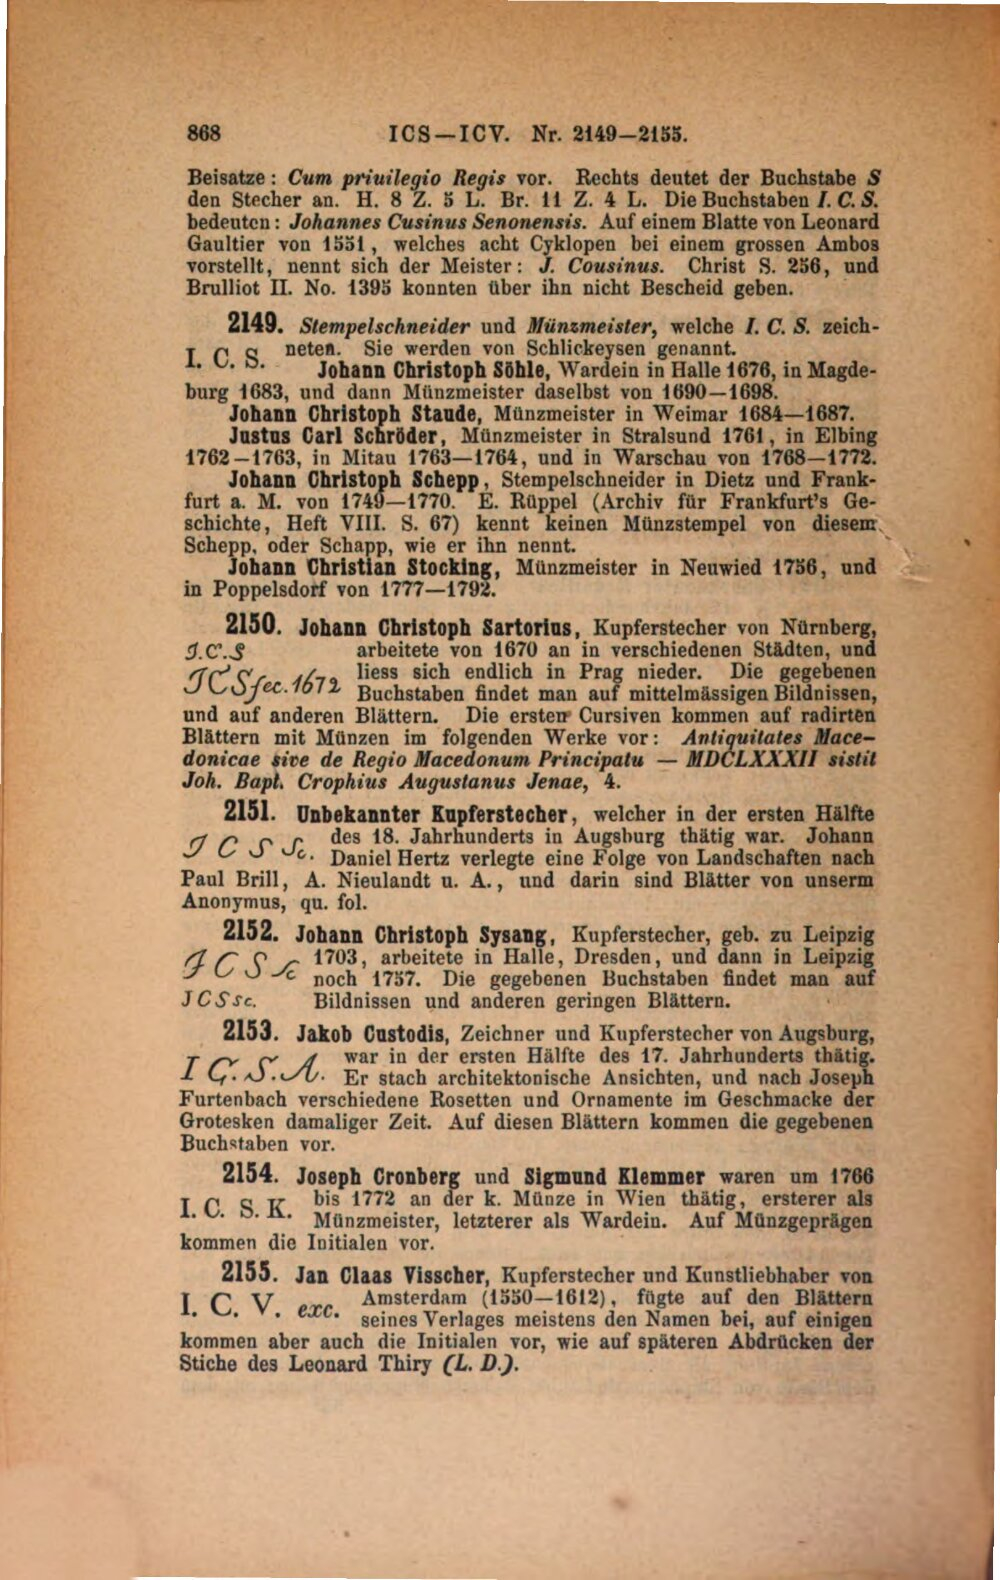 868 ICS—ICV. Nr. 2149—2155.
Beisatze: Cum priuilegio Regis vor. Rechts deutet der Buchstabe S
den Stecher an. H. 8 Z. 5 L. Br. 11 Z. 4 L. Die Buchstaben I. C. S.
bedeuten: Johannes Cusinus Senonensis. Auf einem Blatte von Leonard
Gaultier von 1551, welches acht Cyklopen bei einem grossen Ambos
vorstellt, nennt sich der Meister: J. Cousinus. Christ S. 256, und
Brulliot II. No. 1395 konnten über ihn nicht Bescheid geben.
2149. Stempelschneider und Münzmeister, welche I. C. S. zeich-
I. C. S. neten. Sie werden von Schlickeysen genannt.
Johann Christoph Söhle, Wardein in Halle 1676, in Magde-
burg 1683, und dann Münzmeister daselbst von 1690—1698.
Johann Christoph Staude, Münzmeister in Weimar 1684—1687.
Justus Carl Schröder, Münzmeister in Stralsund 1761, in Elbing
1762—1763, in Mitau 1763—1764, und in Warschau von 1768—1772.
Johann Christoph Schepp, Stempelschneider in Dietz und Frank-
furt a. M. von 1749—1770. E. Rüppel (Archiv für Frankfurt's Ge-
schichte, Heft VIII. S. 67) kennt keinen Münzstempel von diesem
Schepp, oder Schapp, wie er ihn nennt.
Johann Christian Stocking, Münzmeister in Neuwied 1756, und
in Poppelsdorf von 1777—1792.
2150. Johann Christoph Sartorius, Kupferstecher von Nürnberg,
J.C.S arbeitete von 1670 an in verschiedenen Städten, und
JCSfec.1672 liess sich endlich in Prag nieder. Die gegebenen
Buchstaben findet man auf mittelmässigen Bildnissen,
und auf anderen Blättern. Die ersten Cursiven kommen auf radirten
Blättern mit Münzen im folgenden Werke vor: Antiquitates Mace-
donicae sive de Regio Macedonum Principatu — MDCLXXXII sistit
Joh. Bapt. Crophius Augustanus Jenae, 4.
2151. Unbekannter Kupferstecher, welcher in der ersten Hälfte
J C S Sc. des 18. Jahrhunderts in Augsburg thätig war. Johann
Daniel Hertz verlegte eine Folge von Landschaften nach
Paul Brill, A. Nieulandt u. A., und darin sind Blätter von unserm
Anonymus, qu. fol.
2152. Johann Christoph Sysang, Kupferstecher, geb. zu Leipzig
J C S Sc 1703, arbeitete in Halle, Dresden, und dann in Leipzig
noch 1757. Die gegebenen Buchstaben findet man auf
JCSsc. Bildnissen und anderen geringen Blättern.
2153. Jakob Custodis, Zeichner und Kupferstecher von Augsburg,
I C. S. A. war in der ersten Hälfte des 17. Jahrhunderts thätig.
Er stach architektonische Ansichten, und nach Joseph
Furtenbach verschiedene Rosetten und Ornamente im Geschmacke der
Grotesken damaliger Zeit. Auf diesen Blättern kommen die gegebenen
Buchstaben vor.
2154. Joseph Cronberg und Sigmund Klemmer waren um 1766
I. C. S. K. bis 1772 an der k. Münze in Wien thätig, ersterer als
Münzmeister, letzterer als Wardein. Auf Münzgeprägen
kommen die Initialen vor.
2155. Jan Claas Visscher, Kupferstecher und Kunstliebhaber von
I. C. V. exc. Amsterdam (1550—1612), fügte auf den Blättern
seines Verlages meistens den Namen bei, auf einigen
kommen aber auch die Initialen vor, wie auf späteren Abdrücken der
Stiche des Leonard Thiry (L. D.).